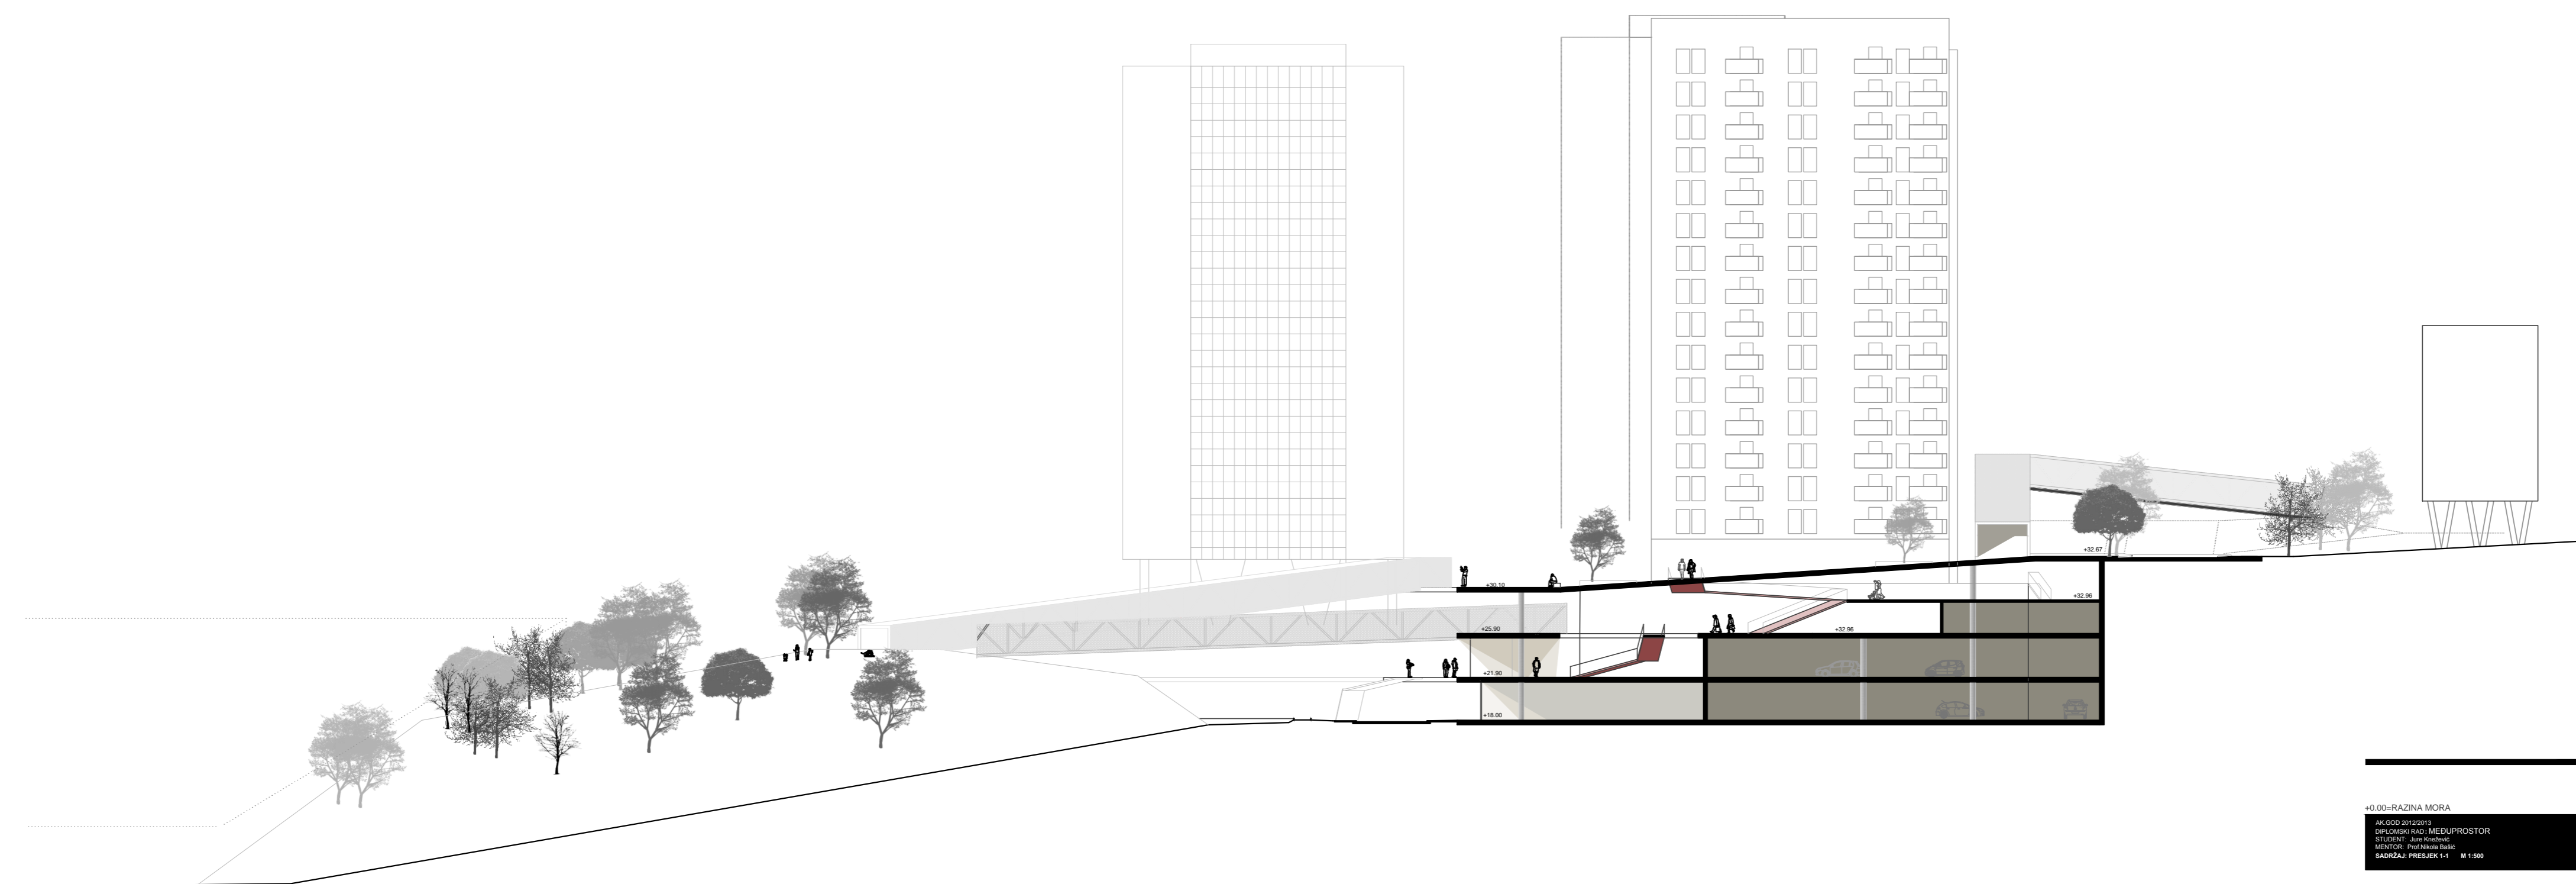 +32.67
+30.10
+32.96
+25.90
+32.96
+21.90
+18.00
+0.00=RAZINA MORA
AK.GOD 2012/2013
DIPLOMSKI RAD: MEĐUPROSTOR
STUDENT: Jure Knežević
MENTOR: Prof.Nikola Bašić
SADRŽAJ: PRESJEK 1-1 M 1:500